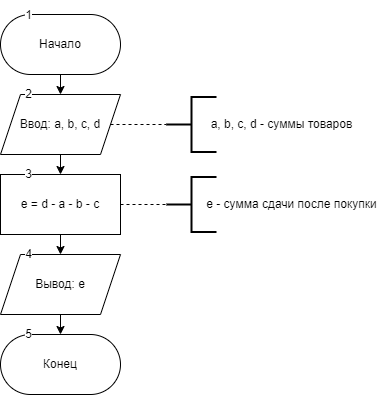 1
Начало
2
Ввод: a, b, c, d
a, b, c, d - суммы товаров
3
e = d - a - b - c
e - сумма сдачи после покупки
4
Вывод: e
5
Конец